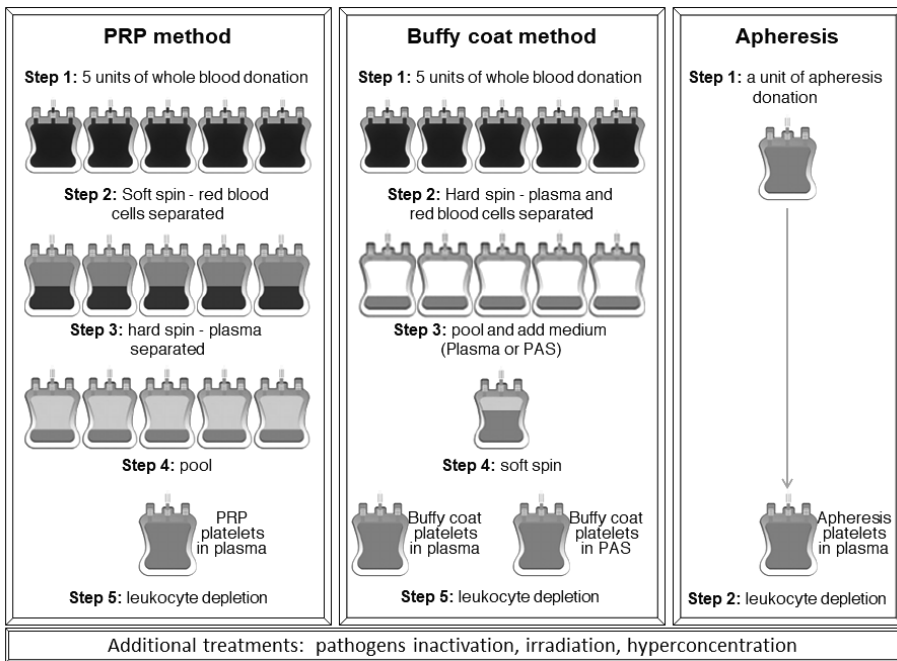 PRP method
Step 1: 5 units of whole blood donation
Step 2: Soft spin - red blood
cells separated
Step 3: hard spin - plasma
separated
Step 4: pool
PRP
platelets
in plasma
Step 5: leukocyte depletion
Buffy coat method
Step 1: 5 units of whole blood donation
Step 2: Hard spin - plasma and
red blood cells separated
Step 3: pool and add medium
(Plasma or PAS)
Step 4: soft spin
Buffy coat
platelets
in plasma
Buffy coat
platelets
in PAS
Step 5: leukocyte depletion
Apheresis
Step 1: a unit of apheresis
donation
Apheresis
platelets
in plasma
Step 2: leukocyte depletion
Additional treatments: pathogens inactivation, irradiation, hyperconcentration